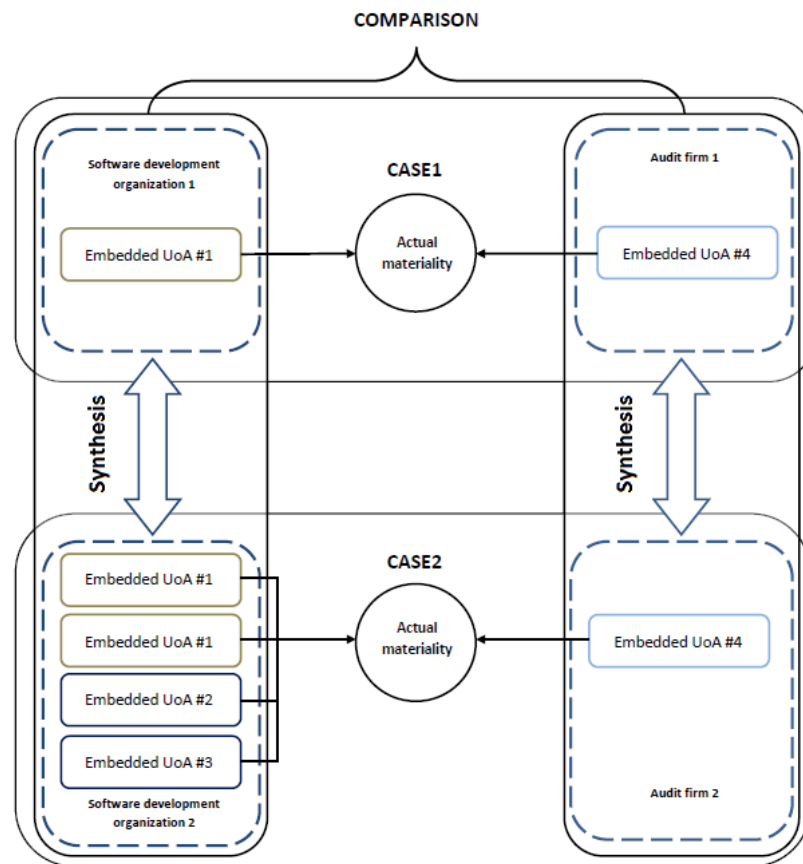 COMPARISON
Software development
organization 1
CASE1
Audit firm 1
Embedded UoA #1
Actual
materiality
Embedded UoA #4
Synthesis
Synthesis
CASE2
Embedded UoA #1
Embedded UoA #1
Actual
materiality
Embedded UoA #4
Embedded UoA #2
Embedded UoA #3
Software development
organization 2
Audit firm 2